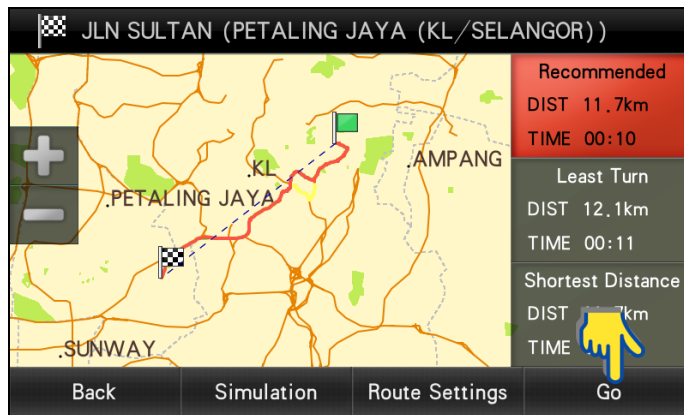 JLN SULTAN (PETALING JAYA (KL/SELANGOR))
Recommended
DIST 11.7km
TIME 00:10
Least Turn
DIST 12.1km
TIME 00:11
Shortest Distance
DIST
TIME
.KL
.AMPANG
.PETALING JAYA
.SUNWAY
Back
Simulation
Route Settings
Go